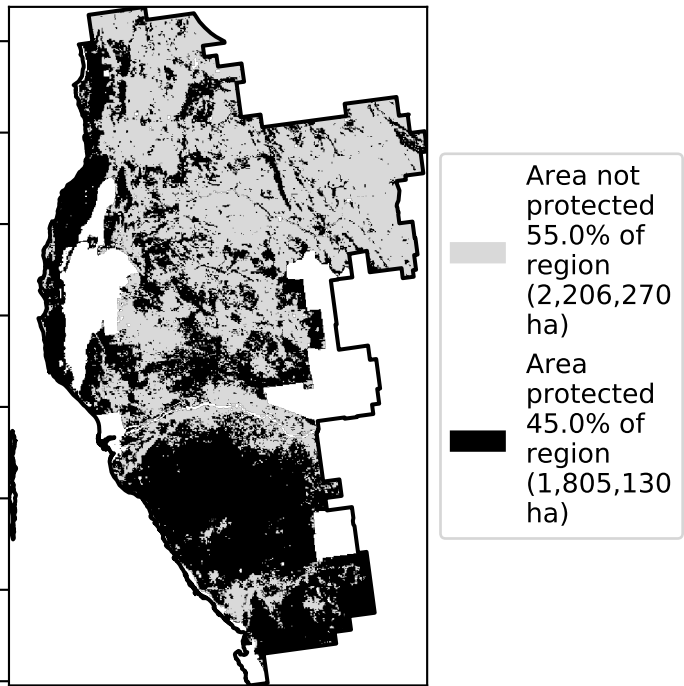 Area not
protected
55.0% of
region
(2,206,270
ha)
Area
protected
45.0% of
region
(1,805,130
ha)